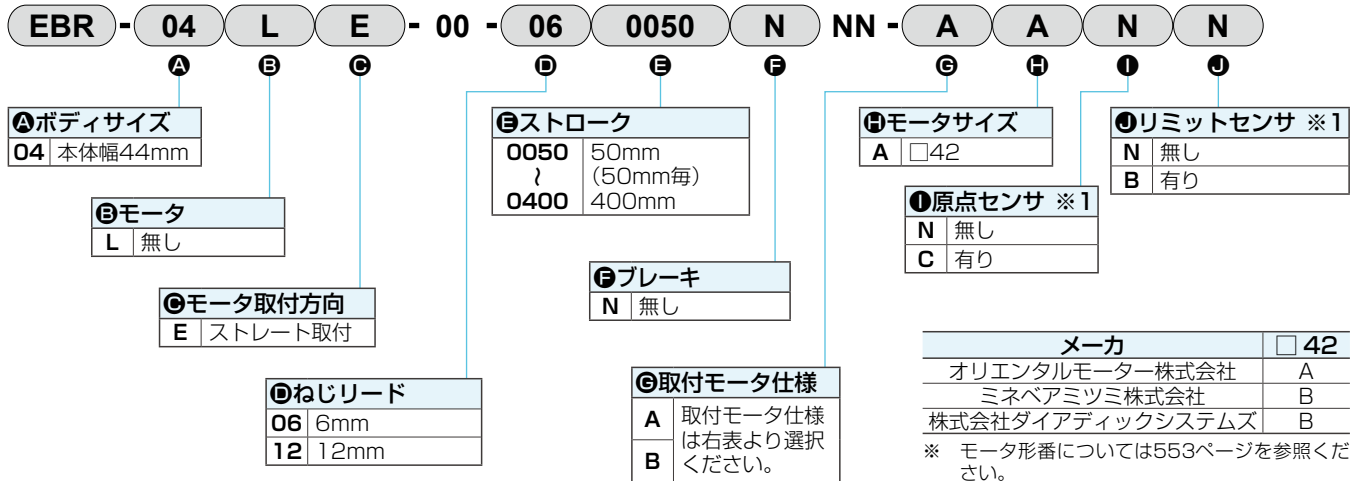 EBR - 04 L E - 00 - 06 0050 N NN - A A N N
A B C D E F G H I J
Aボディサイズ
04 本体幅44mm
Bモータ
L 無し
Cモータ取付方向
E ストレート取付
Dねじリード
06 6mm
12 12mm
Eストローク
0050 50mm
〜 (50mm毎)
0400 400mm
Fブレーキ
N 無し
G取付モータ仕様
A 取付モータ仕様
は右表より選択
B ください。
Hモータサイズ
A □42
I原点センサ ※1
N 無し
C 有り
Jリミットセンサ ※1
N 無し
B 有り
メーカ □42
オリエンタルモーター株式会社 A
ミネベアミツミ株式会社 B
株式会社ダイアディックシステムズ B
※ モータ形番については553ページを参照くだ
さい。